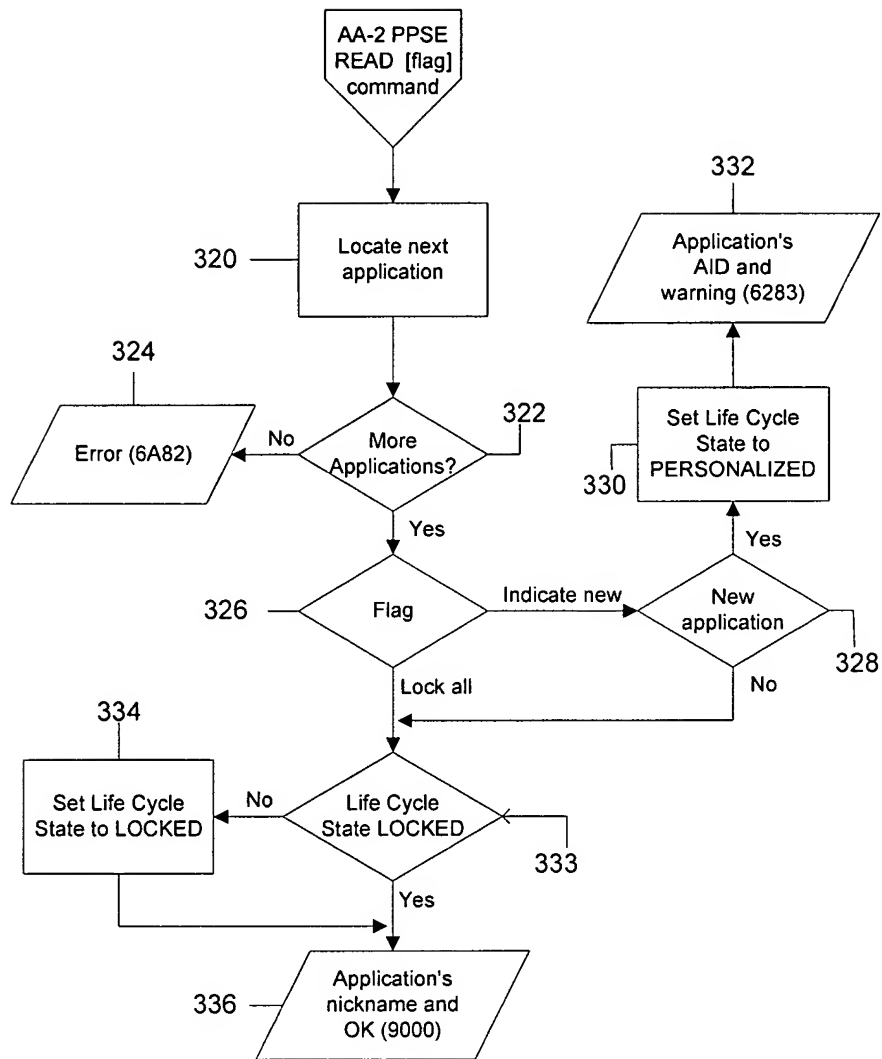 AA-2 PPSE
READ [flag]
command
332
320
Locate next
application
Application's
AID and
warning (6283)
324
322
Error (6A82)
No
More
Applications?
Set Life Cycle
State to
PERSONALIZED
330
Yes
Yes
326
Flag
Indicate new
New
application
328
Lock all
No
334
Set Life Cycle
State to LOCKED
No
Life Cycle
State LOCKED
333
Yes
336
Application's
nickname and
OK (9000)